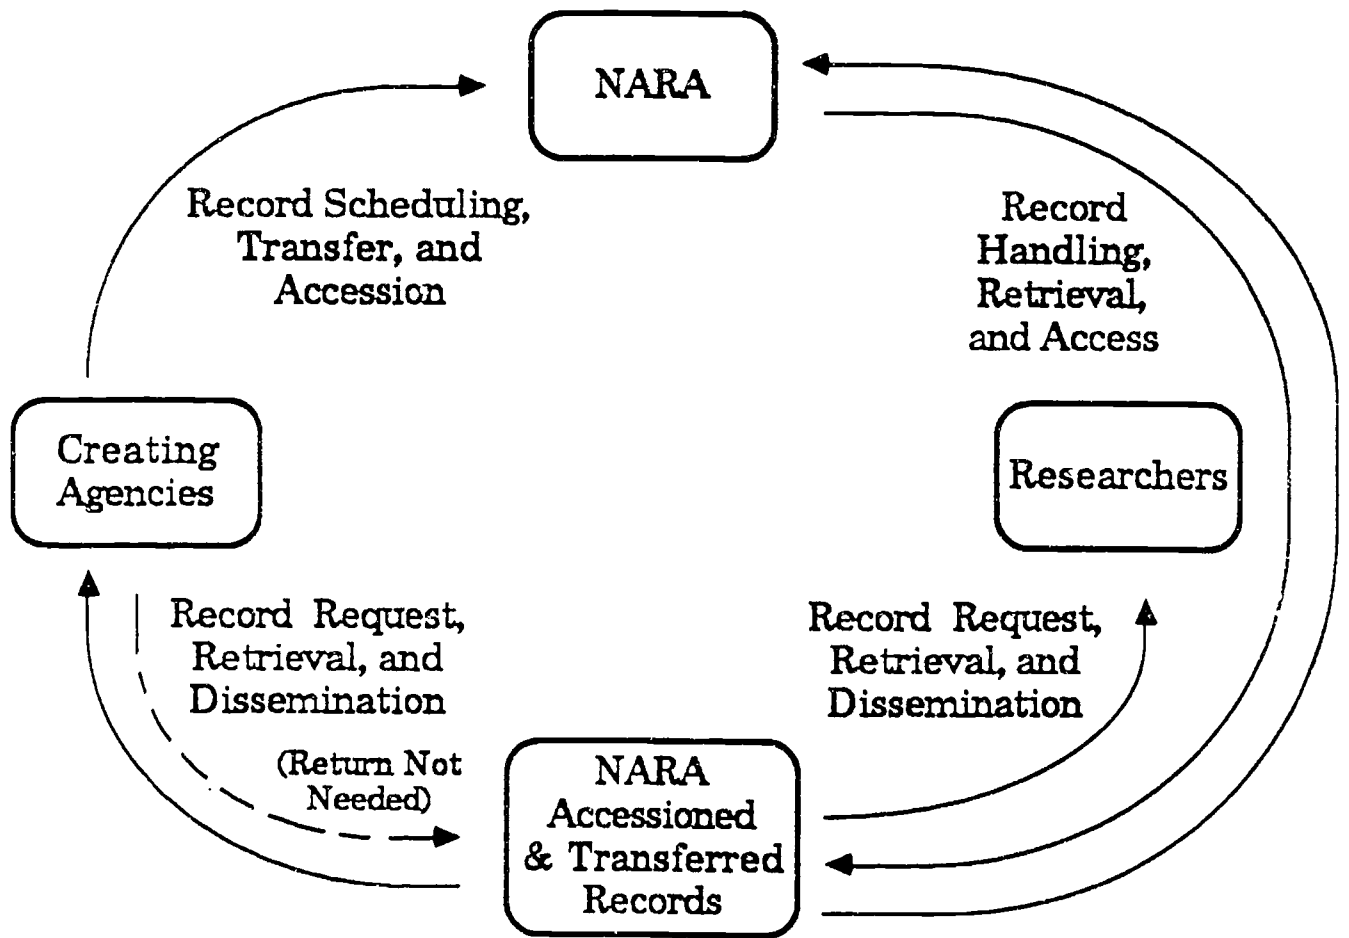 NARA
Record Scheduling,
Transfer, and
Accession
Record
Handling,
Retrieval,
and Access
Creating
Agencies
Researchers
Record Request,
Retrieval, and
Dissemination
(Return Not
Needed)
Record Request,
Retrieval, and
Dissemination
NARA
Accessioned
& Transferred
Records